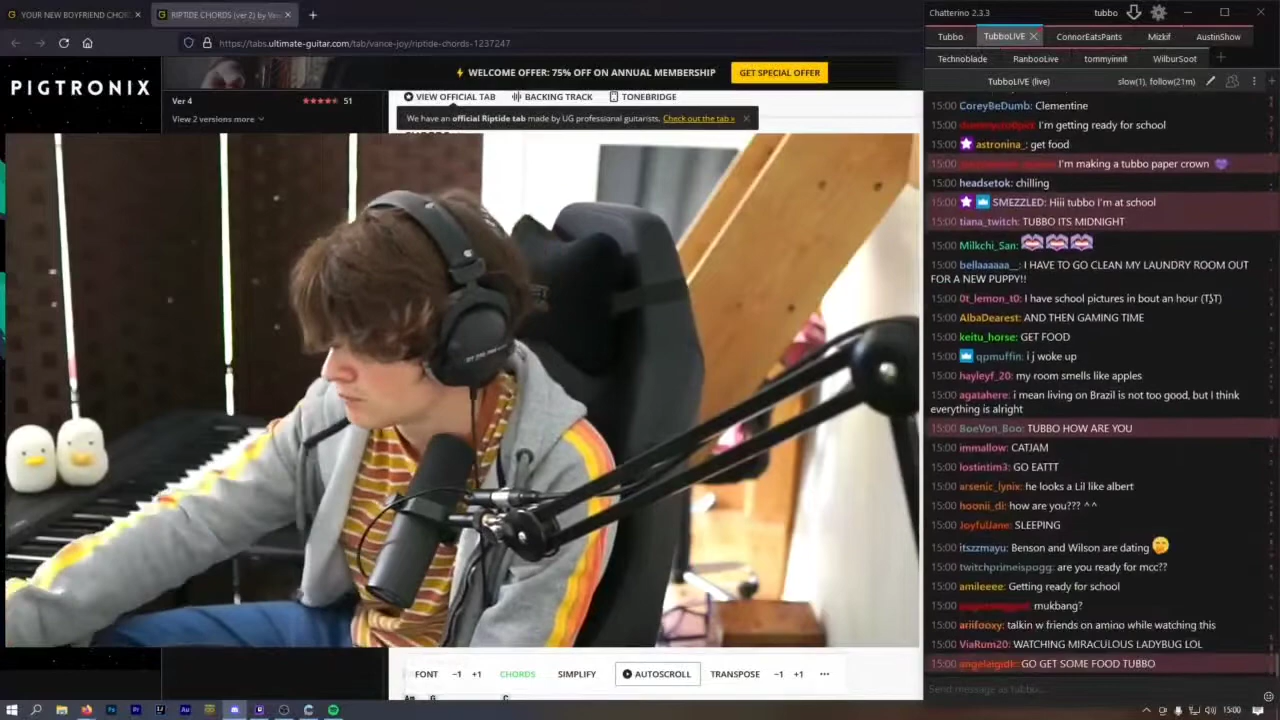 YOUR NEW BOYFRIEND CHOR
RIPTIDE CHORDS (ver 2) by Van
https://tabs.ultimate-guitar.com/tab/vance-joy/riptide-chords-1237247
PIGTRONIX
WELCOME OFFER: 75% OFF ON ANNUAL MEMBERSHIP
GET SPECIAL OFFER
Ver 4
51
View 2 versions more
VIEW OFFICIAL TAB
BACKING TRACK
TONEBRIDGE
We have an official Riptide tab made by UG professional guitarists. Check out the tab »
FONT -1 +1 CHORDS SIMPLIFY AUTOSCROLL TRANSPOSE -1 +1
Am G C
Chatterino 2.3.3
tubbo
Tubbo TubboLIVE ConnorEatsPants Mizkif AustinShow
Technoblade RanbooLive tommyinnit WilburSoot
TubboLIVE (live)
slow(1), follow(21m)
15:00 CoreyBeDumb: Clementine
15:00 I'm getting ready for school
15:00 astronina_: get food
15:00 I'm making a tubbo paper crown
15:00 headsetok: chilling
15:00 SMEZZLED: Hiii tubbo I'm at school
15:00 tiana_twitch: TUBBO ITS MIDNIGHT
15:00 Milkchi_San:
15:00 bellaaaaaa__: I HAVE TO GO CLEAN MY LAUNDRY ROOM OUT
FOR A NEW PUPPY!!
15:00 0t_lemon_t0: I have school pictures in bout an hour
15:00 AlbaDearest: AND THEN GAMING TIME
15:00 keitu_horse: GET FOOD
15:00 qpmuffin: i j woke up
15:00 hayleyf_20: my room smells like apples
15:00 agatahere: i mean living on Brazil is not too good, but I think
everything is alright
15:00 BoeVon_Boo: TUBBO HOW ARE YOU
15:00 immallow: CATJAM
15:00 lostintim3: GO EATTT
15:00 arsenic_lynix: he looks a Lil like albert
15:00 hoonii_di: how are you??? ^^
15:00 JoyfulJane: SLEEPING
15:00 itszzmayu: Benson and Wilson are dating
15:00 twitchprimeispogg: are you ready for mcc??
15:00 amileeee: Getting ready for school
15:00 mukbang?
15:00 ariifooxy: talkin w friends on amino while watching this
15:00 ViaRum20: WATCHING MIRACULOUS LADYBUG LOL
15:00 GO GET SOME FOOD TUBBO
Send message as tubbo...
15:00